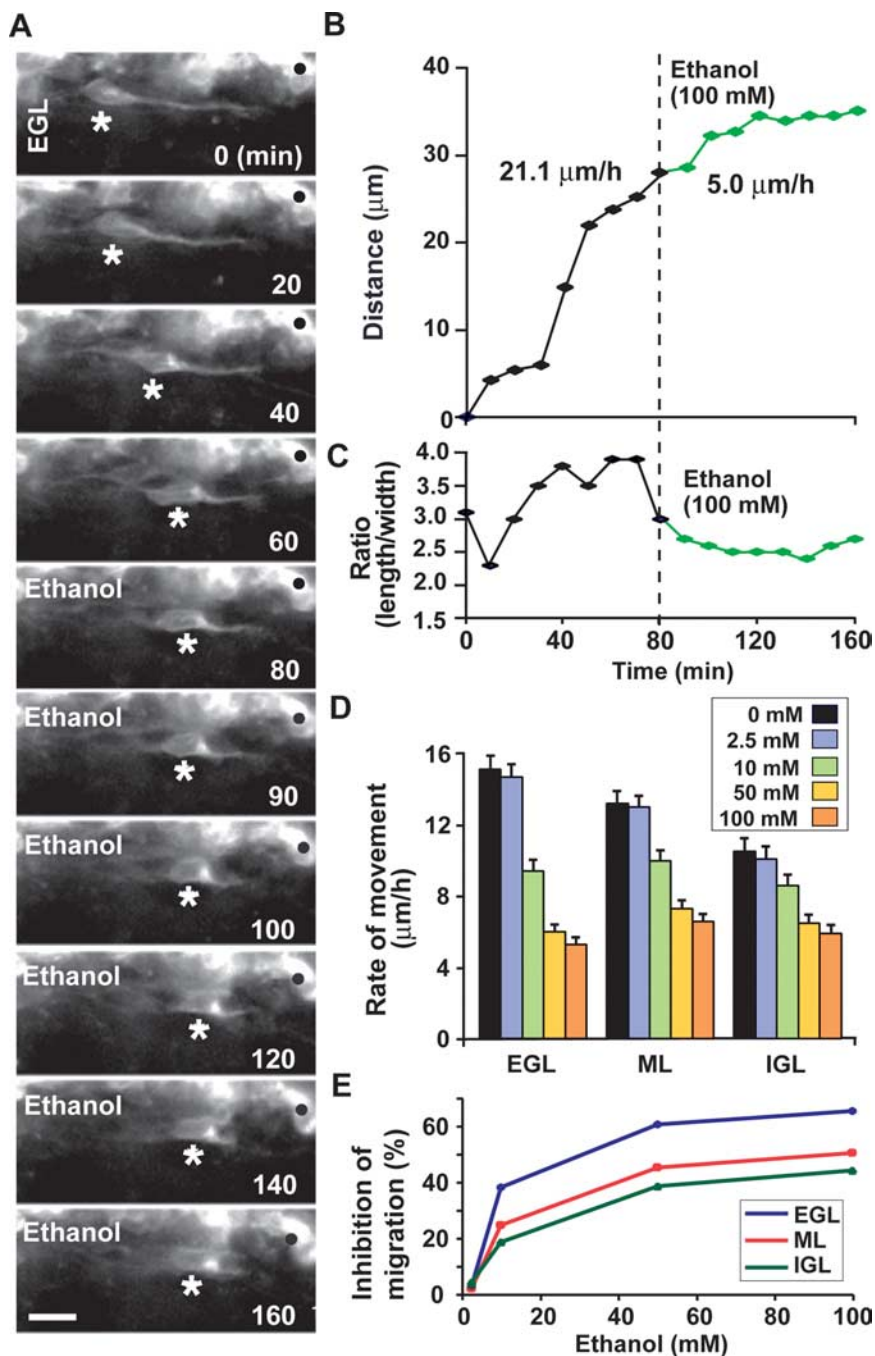 A
EGL
0 (min)
20
40
60
Ethanol
80
Ethanol
90
Ethanol
100
Ethanol
120
Ethanol
140
Ethanol
160
B
40
30
20
10
0
Distance (μm)
21.1 μm/h
Ethanol
(100 mM)
5.0 μm/h
C
4.0
3.5
3.0
2.5
2.0
1.5
Ratio
(length/width)
Ethanol
(100 mM)
0
40
80
120
160
Time (min)
D
0 mM
2.5 mM
10 mM
50 mM
100 mM
16
12
8
4
0
Rate of movement
(μm/h)
EGL
ML
IGL
E
60
40
20
0
Inhibition of
migration (%)
EGL
ML
IGL
20
40
60
80
100
Ethanol (mM)